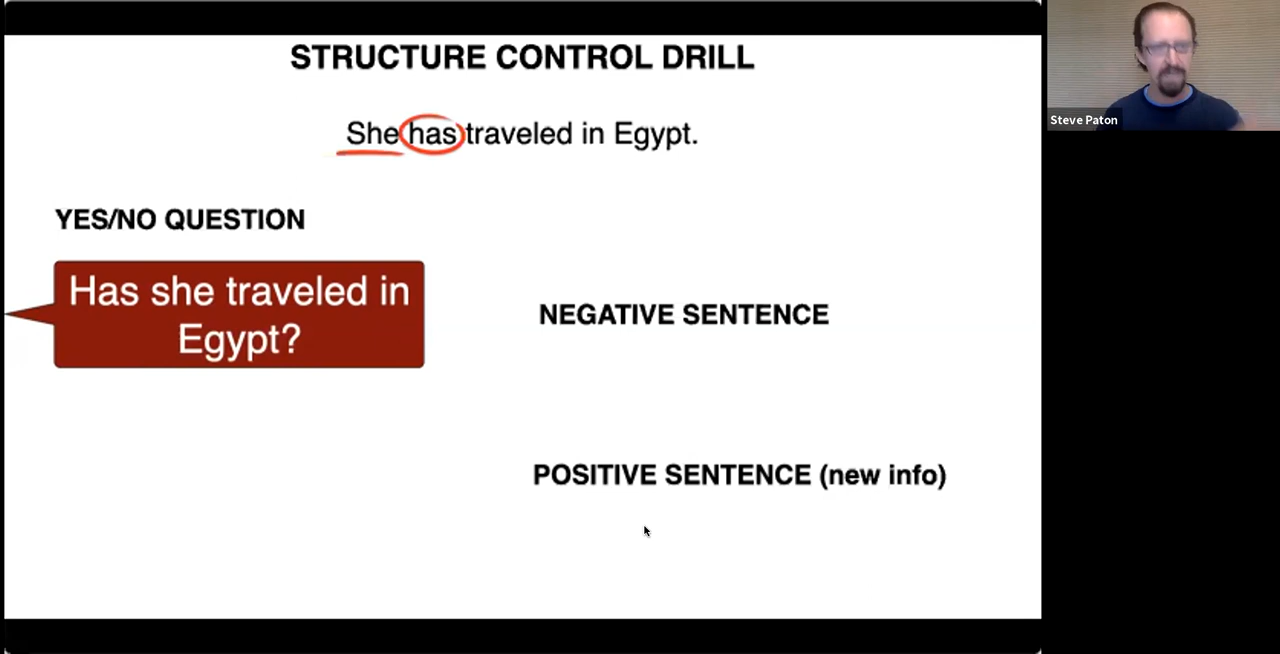 STRUCTURE CONTROL DRILL
She has traveled in Egypt.
YES/NO QUESTION
Has she traveled in
Egypt?
NEGATIVE SENTENCE
POSITIVE SENTENCE (new info)
Steve Paton